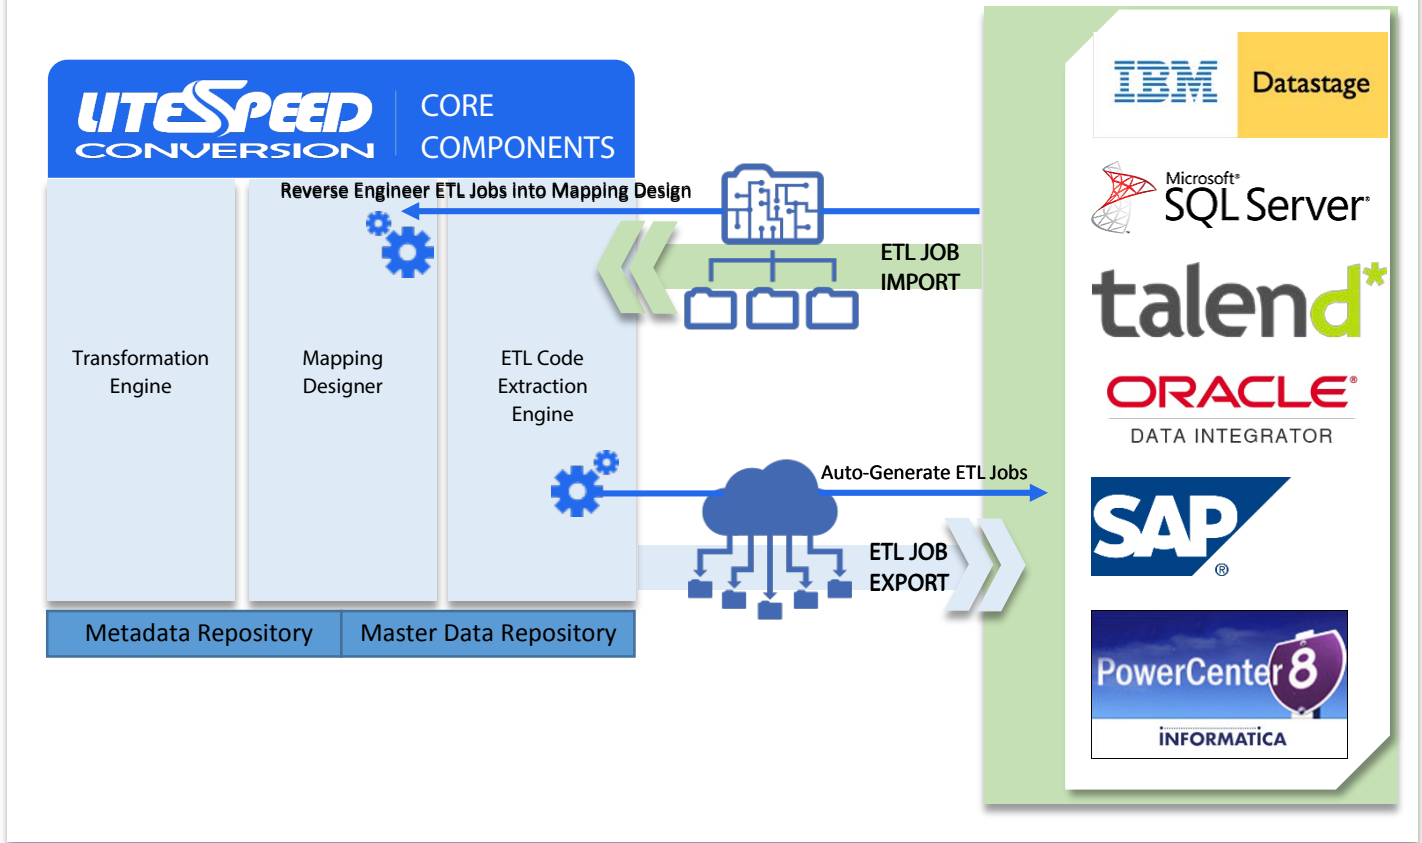 LITESPEED
CONVERSION
CORE
COMPONENTS
Reverse Engineer ETL Jobs into Mapping Design
ETL JOB
IMPORT
Transformation
Engine
Mapping
Designer
ETL Code
Extraction
Engine
Auto-Generate ETL Jobs
ETL JOB
EXPORT
Metadata Repository
Master Data Repository
IBM
Datastage
Microsoft®
SQL Server®
talend*
ORACLE®
DATA INTEGRATOR
SAP
®
PowerCenter 8
INFORMATICA